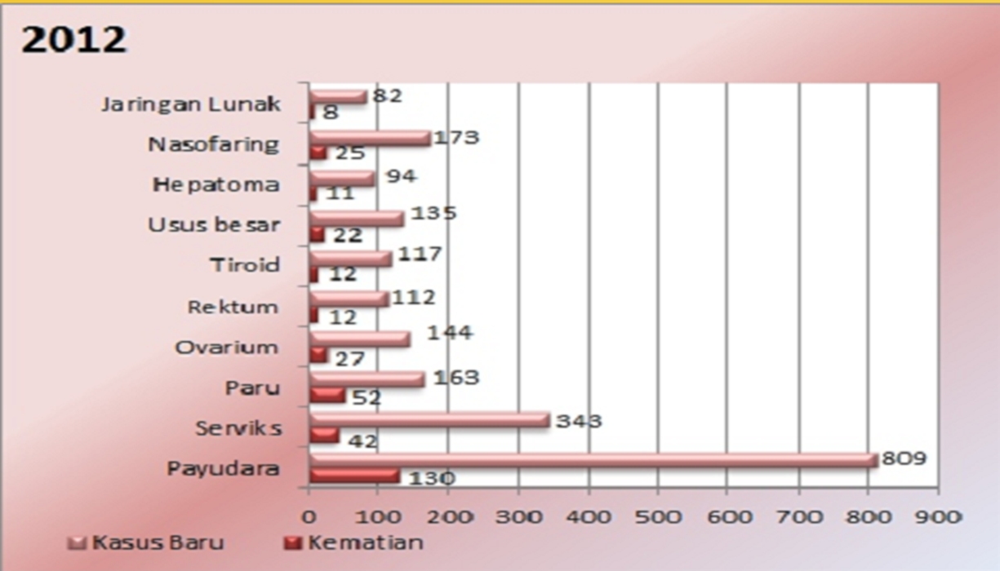 2012
Jaringan Lunak
82
8
Nasofaring
173
25
Hepatoma
94
11
Usus besar
135
22
Tiroid
117
12
Rektum
112
12
Ovarium
144
27
Paru
163
52
Serviks
343
42
Payudara
809
130
0 100 200 300 400 500 600 700 800 900
Kasus Baru Kematian